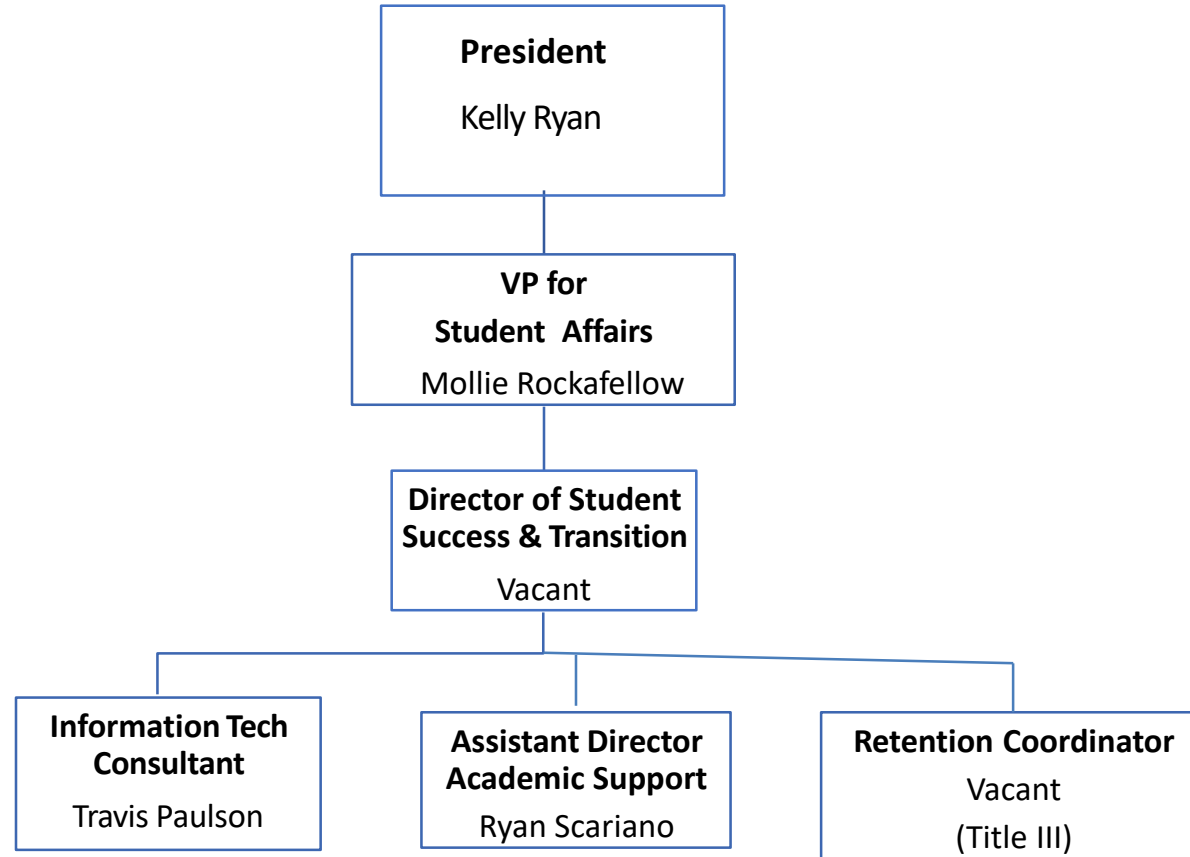 President
Kelly Ryan
VP for
Student Affairs
Mollie Rockafellow
Director of Student
Success & Transition
Vacant
Information Tech
Consultant
Travis Paulson
Assistant Director
Academic Support
Ryan Scariano
Retention Coordinator
Vacant
(Title III)